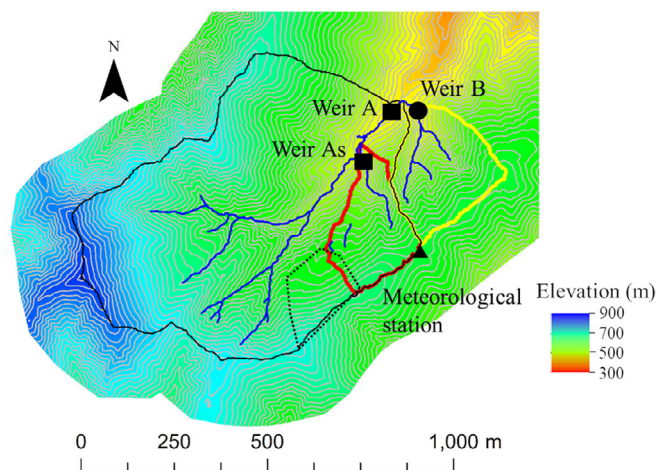 N
Weir B
Weir A
Weir As
Meteorological
station
Elevation (m)
900
700
500
300
0 250 500 1,000 m